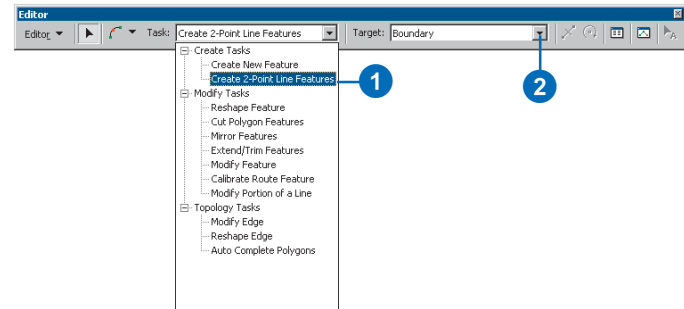 Editor
Editor Task: Create 2-Point Line Features Target: Boundary
Create Tasks
Create New Feature
Create 2-Point Line Features
1
2
Modify Tasks
Reshape Feature
Cut Polygon Features
Mirror Features
Extend/Trim Features
Modify Feature
Calibrate Route Feature
Modify Portion of a Line
Topology Tasks
Modify Edge
Reshape Edge
Auto Complete Polygons